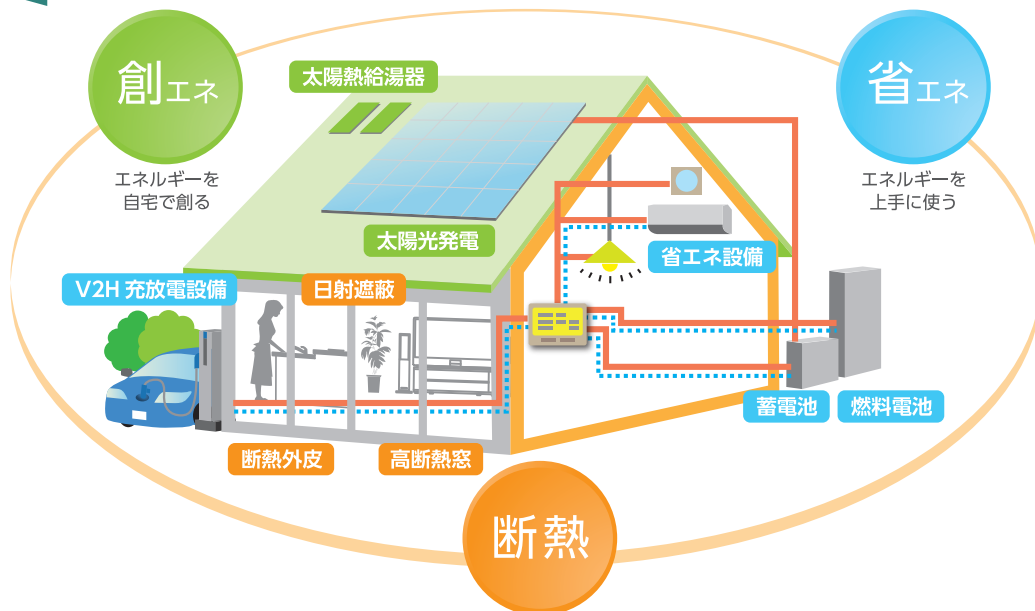 創エネ
エネルギーを
自宅で創る
太陽熱給湯器
省エネ
エネルギーを
上手に使う
太陽光発電
省エネ設備
V2H 充放電設備
日射遮蔽
蓄電池
燃料電池
断熱外皮
高断熱窓
断熱